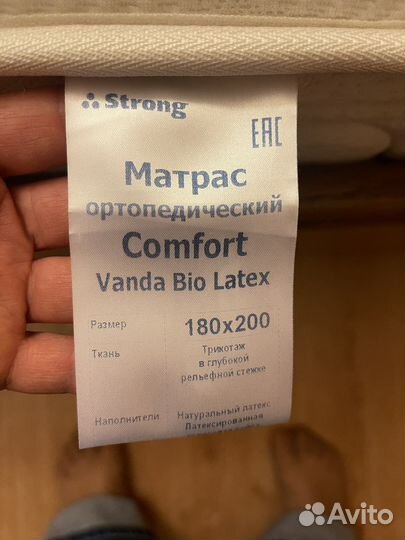 Strong
EAC
Матрас
ортопедический
Comfort
Vanda Bio Latex
Размер 180x200
Ткань Трикотаж
в глубокой
рельефной стежке
Наполнители Натуральный латекс
Латексированная
Avito